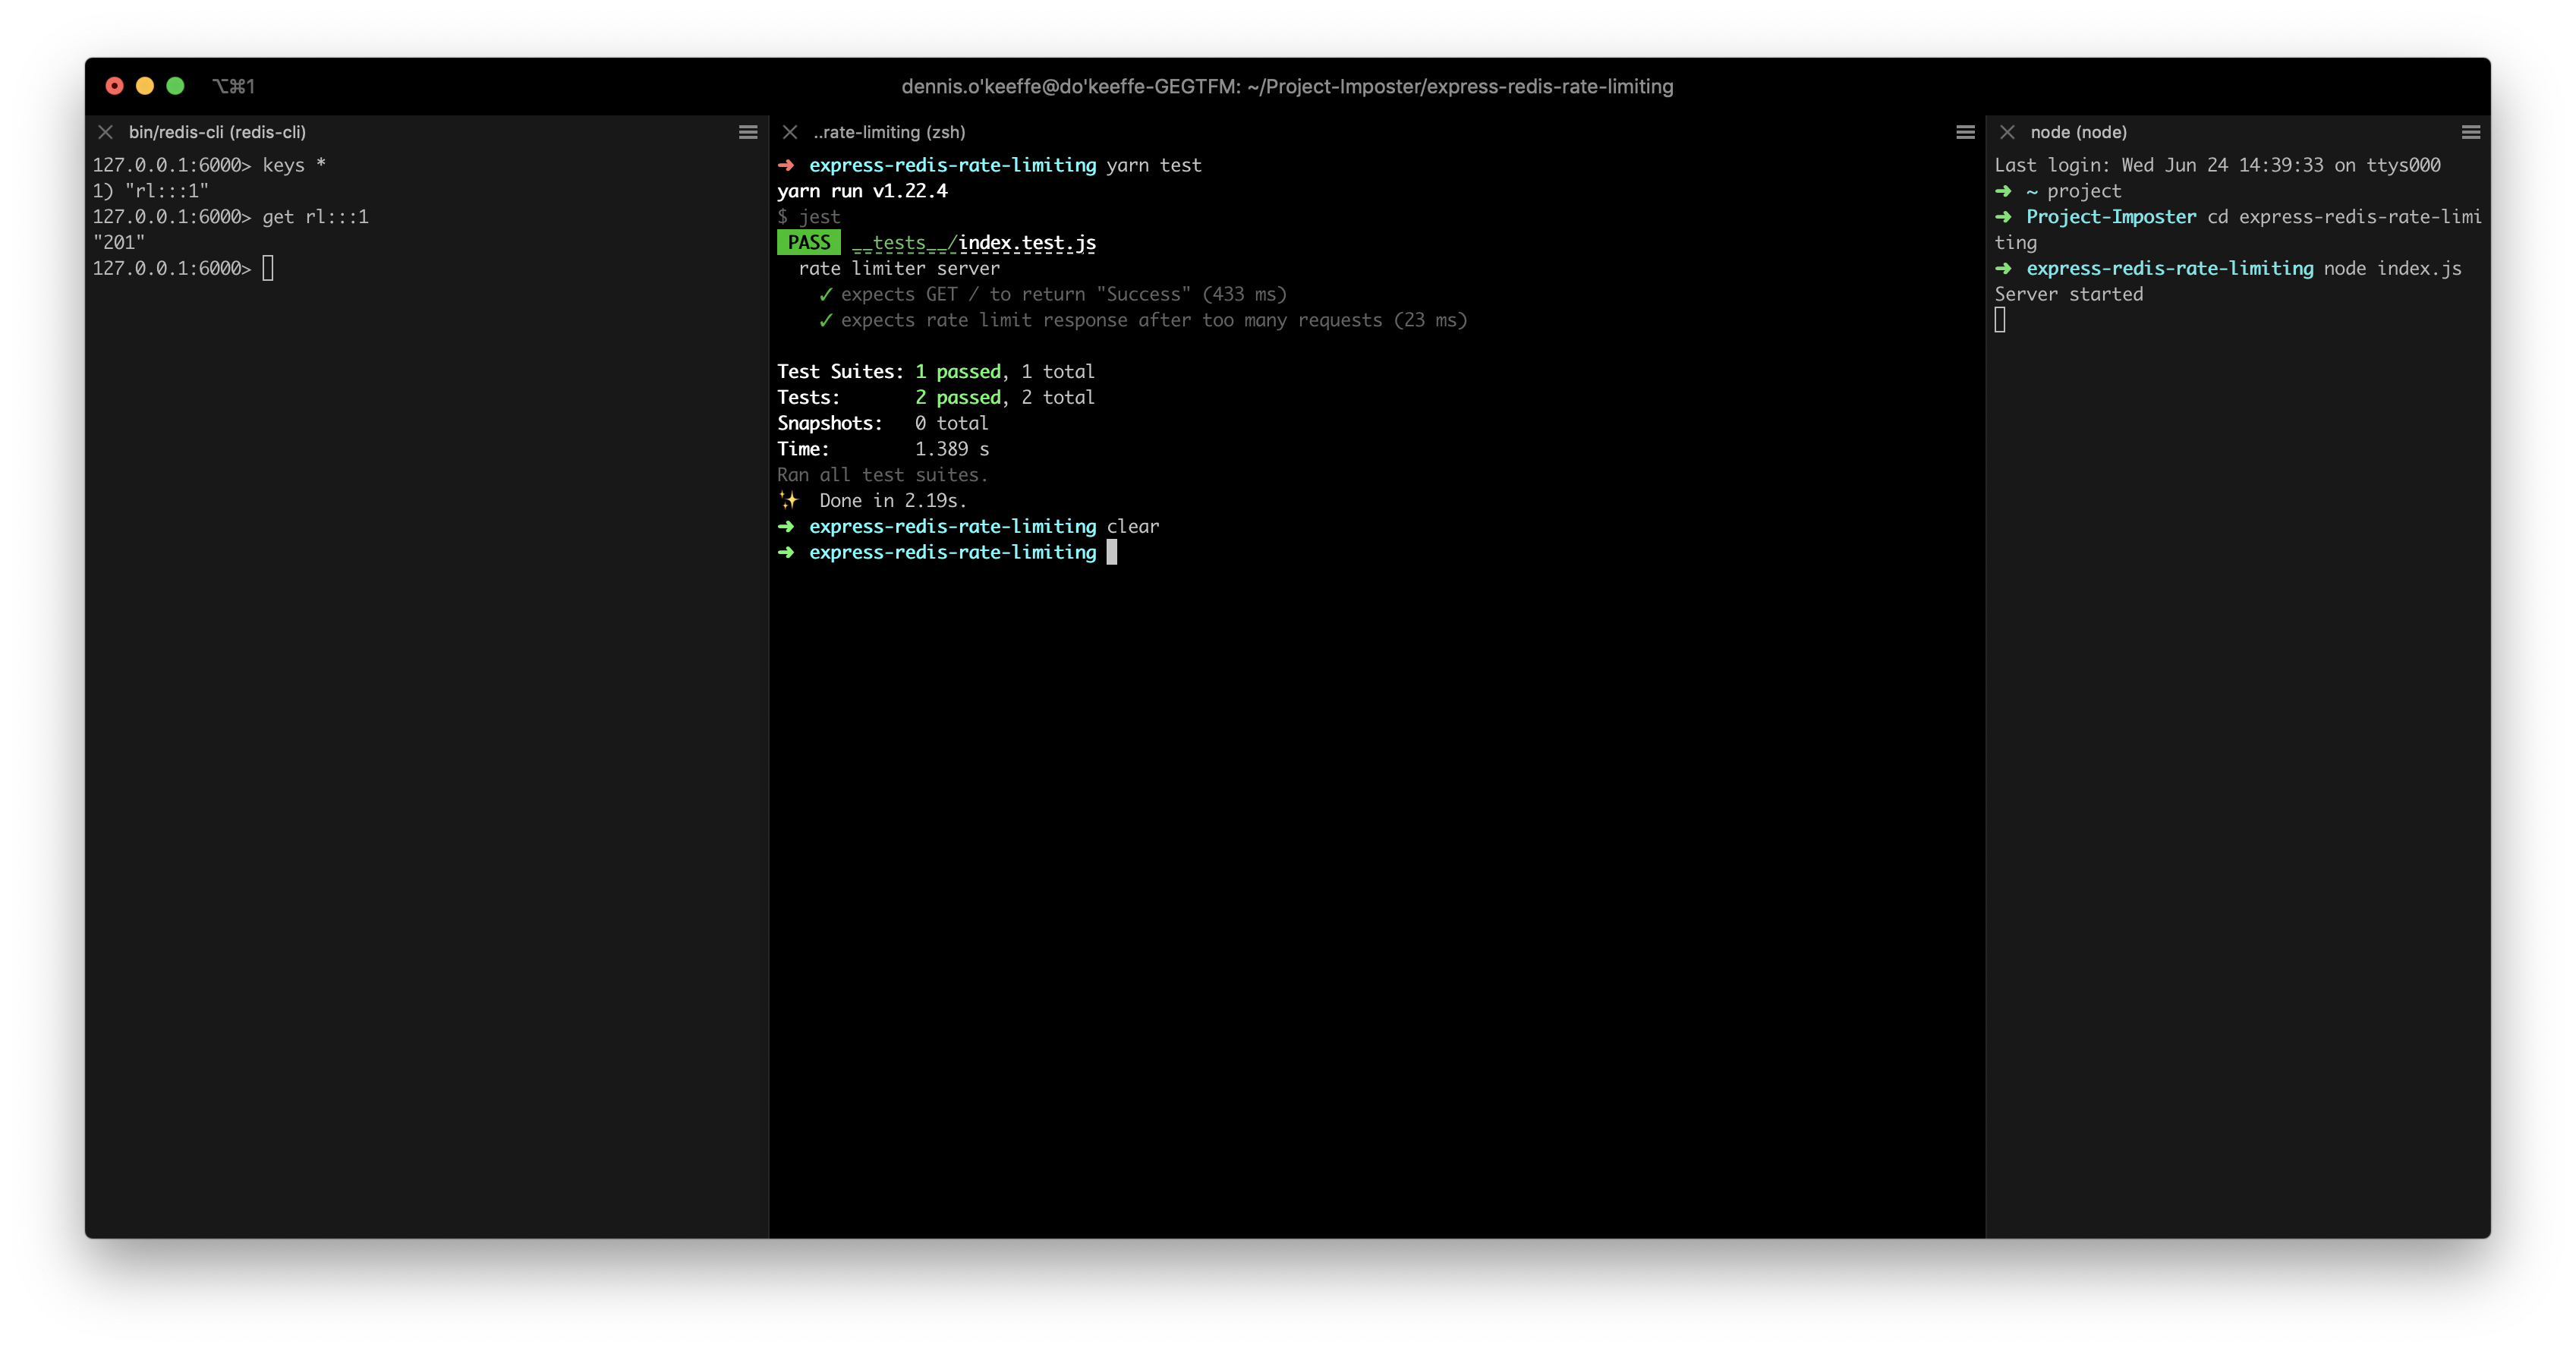 ⌥⌘1
dennis.o'keeffe@do'keeffe-GEGTFM: ~/Project-Imposter/express-redis-rate-limiting
bin/redis-cli (redis-cli)
127.0.0.1:6000> keys *
1) "rl:::1"
127.0.0.1:6000> get rl:::1
"201"
127.0.0.1:6000>
..rate-limiting (zsh)
➜ express-redis-rate-limiting yarn test
yarn run v1.22.4
$ jest
PASS __tests__/index.test.js
rate limiter server
✓ expects GET / to return "Success" (433 ms)
✓ expects rate limit response after too many requests (23 ms)
Test Suites: 1 passed, 1 total
Tests: 2 passed, 2 total
Snapshots: 0 total
Time: 1.389 s
Ran all test suites.
✨ Done in 2.19s.
➜ express-redis-rate-limiting clear
➜ express-redis-rate-limiting
node (node)
Last login: Wed Jun 24 14:39:33 on ttys000
➜ ~ project
➜ Project-Imposter cd express-redis-rate-limi
ting
➜ express-redis-rate-limiting node index.js
Server started